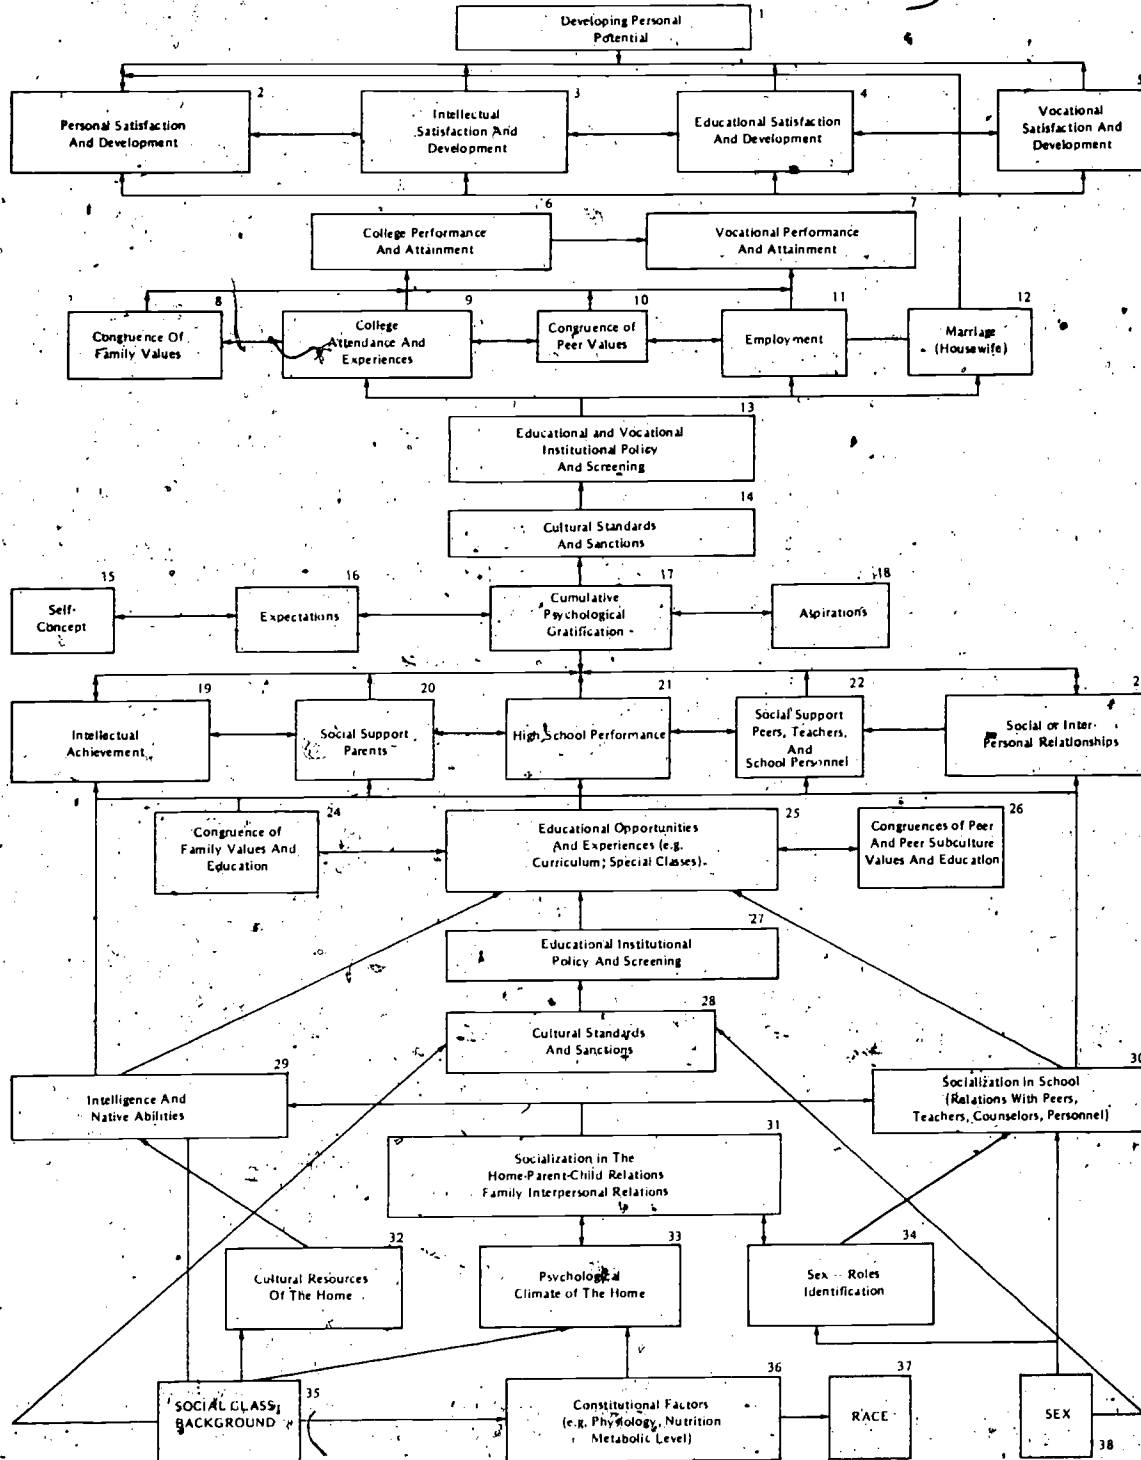 1
Developing Personal
Potential
2
Personal Satisfaction
And Development
3
Intellectual
Satisfaction And
Development
4
Educational Satisfaction
And Development
5
Vocational
Satisfaction And
Development
6
College Performance
And Attainment
7
Vocational Performance
And Attainment
8
Congruence Of
Family Values
9
College
Attendance And
Experiences
10
Congruence of
Peer Values
11
Employment
12
Marriage
(Housewife)
13
Educational and Vocational
Institutional Policy
And Screening
14
Cultural Standards
And Sanctions
15
Self-
Concept
16
Expectations
17
Cumulative
Psychological
Gratification
18
Aspirations
19
Intellectual
Achievement
20
Social Support
Parents
21
High School Performance
22
Social Support
Peers, Teachers,
And
School Personnel
2
Social or Inter-
Personal Relationships
24
Congruence of
Family Values And
Education
25
Educational Opportunities
And Experiences (e.g.
Curriculum; Special Classes)
26
Congruences of Peer
And Peer Subculture
Values And Education
27
Educational Institutional
Policy And Screening
28
Cultural Standards
And Sanctions
29
Intelligence And
Native Abilities
30
Socialization in School
(Relations With Peers,
Teachers, Counselors, Personnel)
31
Socialization in The
Home-Parent-Child Relations
Family Interpersonal Relations
32
Cultural Resources
Of The Home
33
Psychological
Climate of The Home
34
Sex - Roles
Identification
35
SOCIAL CLASS
BACKGROUND
36
Constitutional Factors
(e.g. Physiology, Nutrition
Metabolic Level)
37
RACE
SEX
38